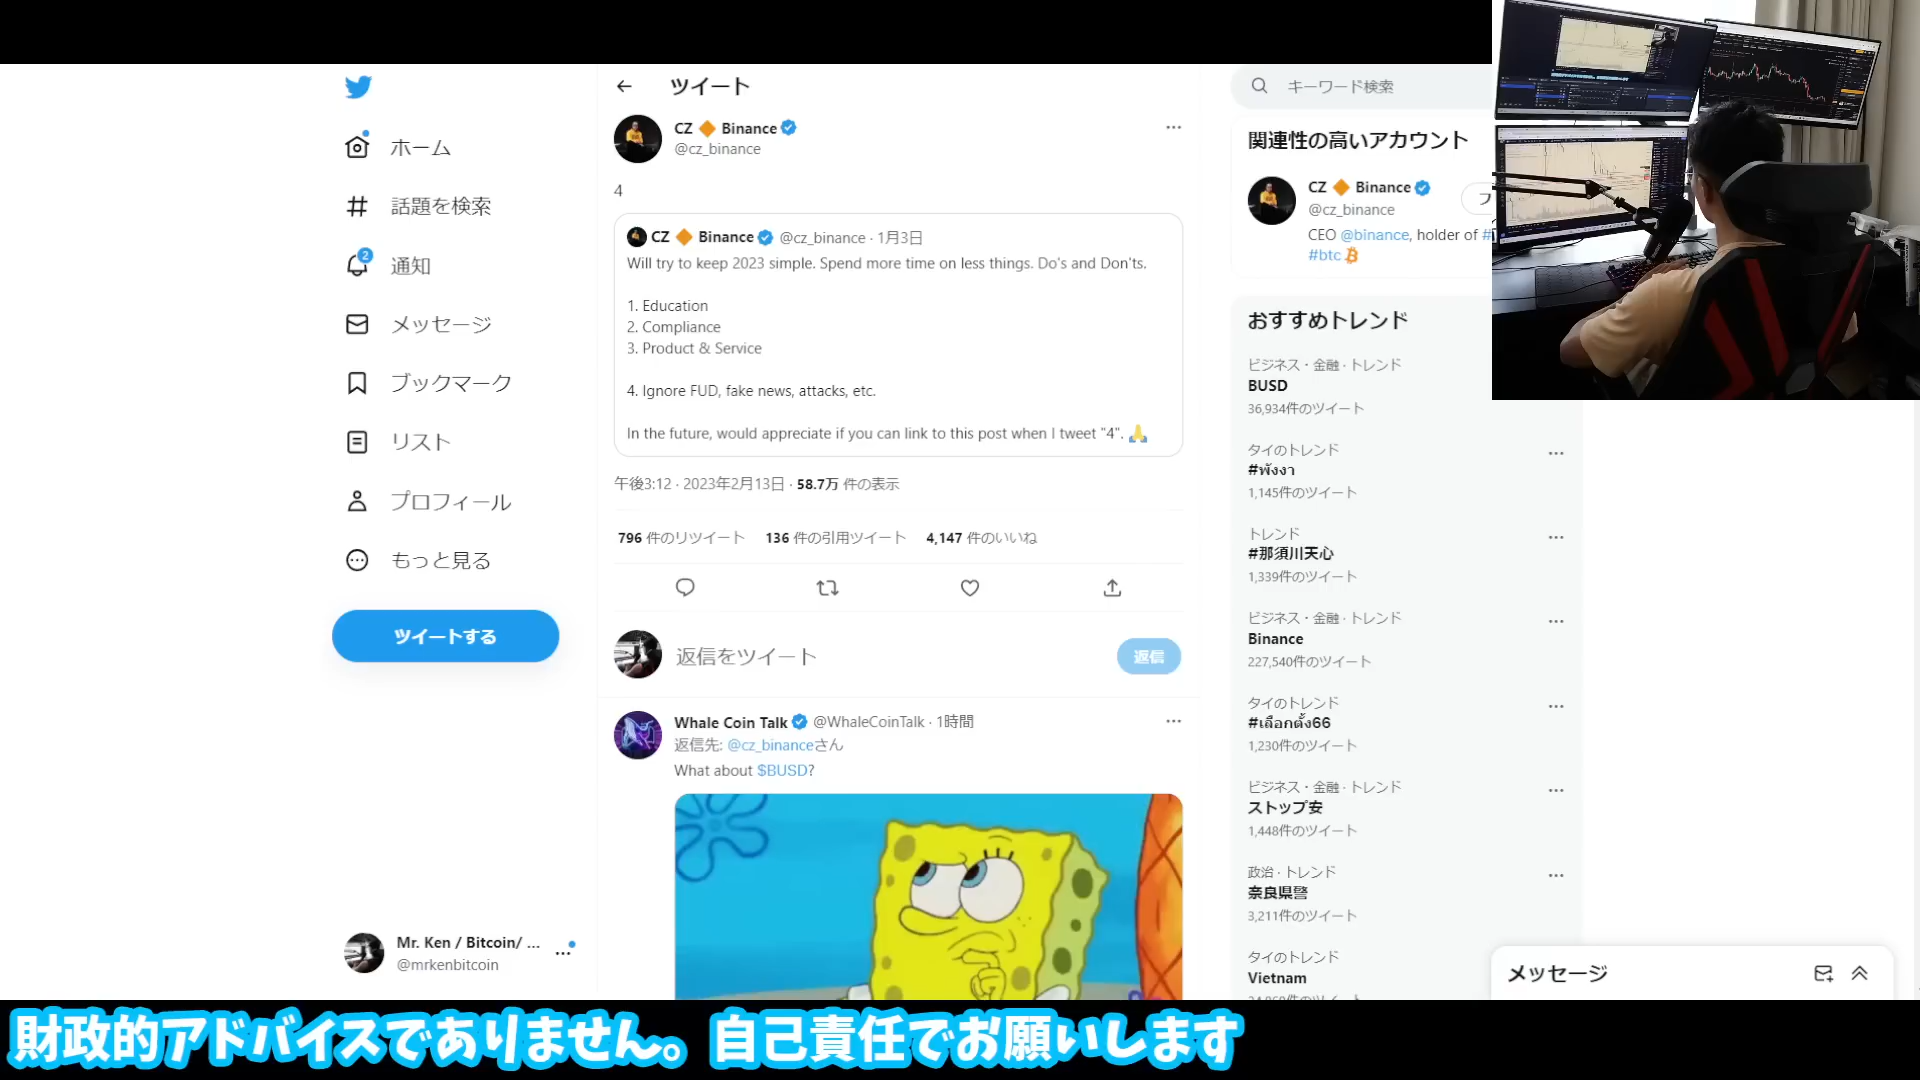 ホーム
話題を検索
2
通知
メッセージ
ブックマーク
リスト
プロフィール
もっと見る
ツイートする
Mr. Ken / Bitcoin/ ...
@mrkenbitcoin
ツイート
CZ 🔶 Binance
@cz_binance
4
CZ 🔶 Binance @cz_binance · 1月3日
Will try to keep 2023 simple. Spend more time on less things. Do's and Don'ts.
1. Education
2. Compliance
3. Product & Service
4. Ignore FUD, fake news, attacks, etc.
In the future, would appreciate if you can link to this post when I tweet "4". 🙏
午後3:12 · 2023年2月13日 · 58.7万 件の表示
796 件のリツイート 136 件の引用ツイート 4,147 件のいいね
返信をツイート
返信
Whale Coin Talk @WhaleCoinTalk · 1時間
返信先: @cz_binanceさん
What about $BUSD?
キーワード検索
関連性の高いアカウント
CZ 🔶 Binance
@cz_binance
フ
CEO @binance, holder of #
#btc
おすすめトレンド
ビジネス・金融 · トレンド
BUSD
36,934件のツイート
タイのトレンド
#พังงา
1,145件のツイート
トレンド
#那須川天心
1,339件のツイート
ビジネス・金融 · トレンド
Binance
227,540件のツイート
タイのトレンド
#เลือกตั้ง66
1,230件のツイート
ビジネス・金融 · トレンド
ストップ安
1,448件のツイート
政治 · トレンド
奈良県警
3,211件のツイート
タイのトレンド
Vietnam
メッセージ
財政的アドバイスでありません。自己責任でお願いします